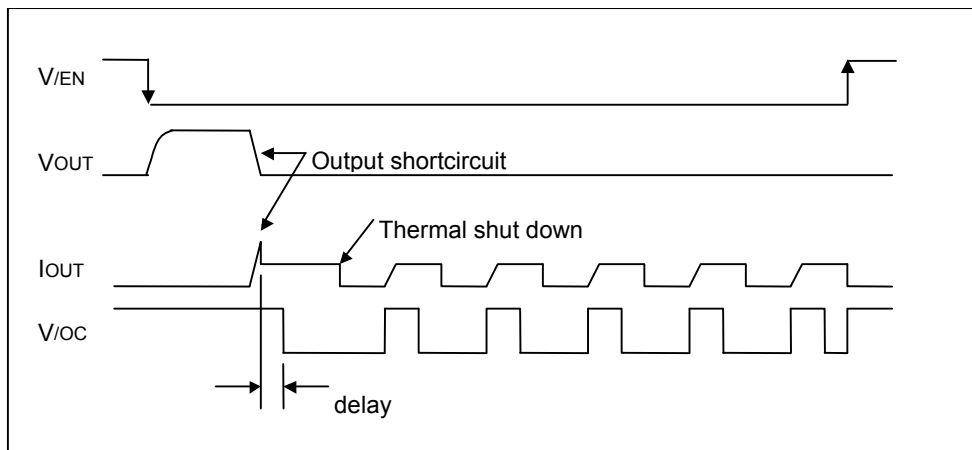 V/EN
VOUT
Output shortcircuit
Thermal shut down
IOUT
V/OC
delay